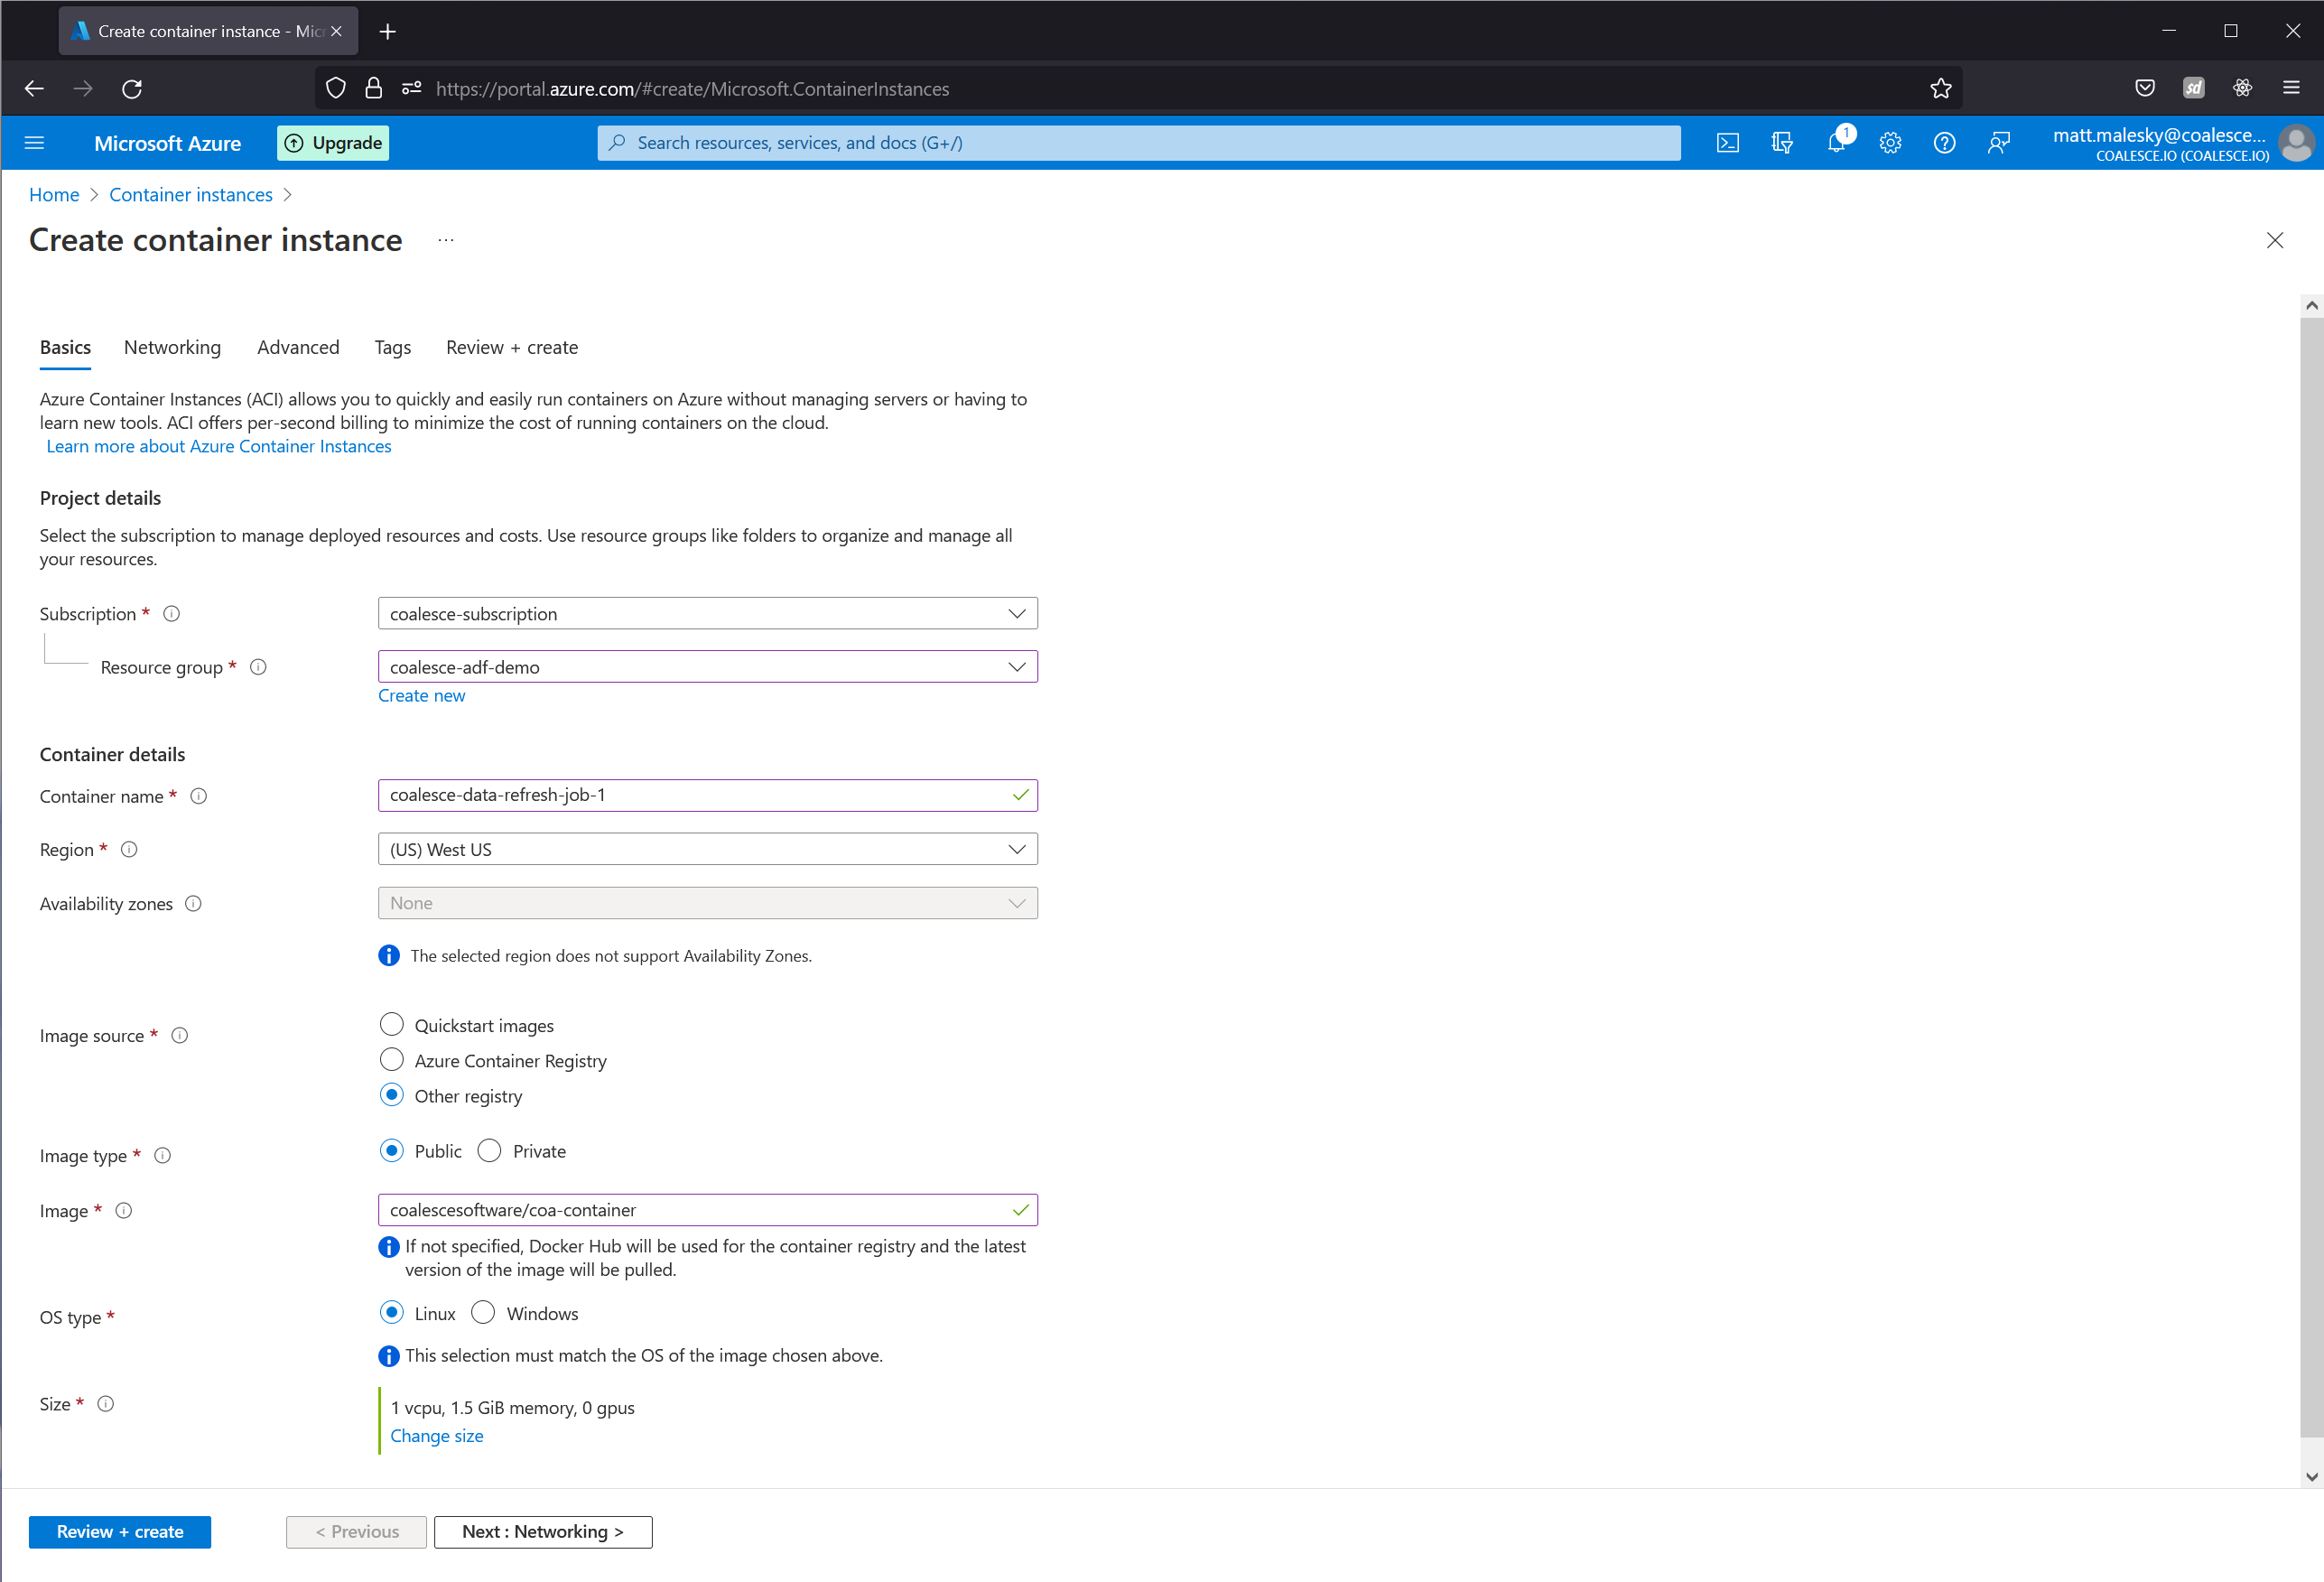 Create container instance - Mic
https://portal.azure.com/#create/Microsoft.ContainerInstances
sd
Microsoft Azure
Upgrade
Search resources, services, and docs (G+/)
1
matt.malesky@coalesce...
COALESCE.IO (COALESCE.IO)
Home > Container instances >
Create container instance ...
Basics Networking Advanced Tags Review + create
Azure Container Instances (ACI) allows you to quickly and easily run containers on Azure without managing servers or having to
learn new tools. ACI offers per-second billing to minimize the cost of running containers on the cloud.
Learn more about Azure Container Instances
Project details
Select the subscription to manage deployed resources and costs. Use resource groups like folders to organize and manage all
your resources.
Subscription * coalesce-subscription
Resource group * coalesce-adf-demo
Create new
Container details
Container name * coalesce-data-refresh-job-1
Region * (US) West US
Availability zones None
The selected region does not support Availability Zones.
Image source * Quickstart images
Azure Container Registry
Other registry
Image type * Public Private
Image * coalescesoftware/coa-container
If not specified, Docker Hub will be used for the container registry and the latest
version of the image will be pulled.
OS type * Linux Windows
This selection must match the OS of the image chosen above.
Size * 1 vcpu, 1.5 GiB memory, 0 gpus
Change size
Review + create < Previous Next : Networking >